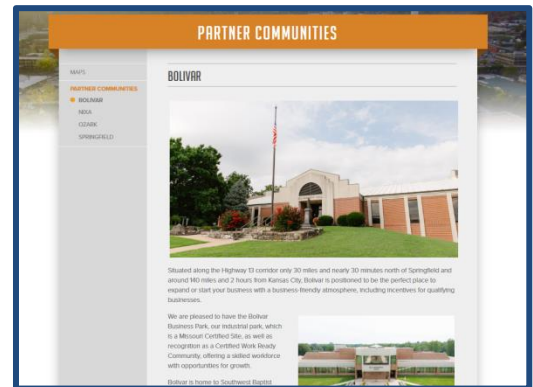 PARTNER COMMUNITIES
MAPS
PARTNER COMMUNITIES
BOLIVAR
NIXA
OZARK
SPRINGFIELD
BOLIVAR
Situated along the Highway 13 corridor only 30 miles and nearly 30 minutes north of Springfield and
around 140 miles and 2 hours from Kansas City, Bolivar is positioned to be the perfect place to
expand or start your business with a business-friendly atmosphere, including incentives for qualifying
businesses.
We are pleased to have the Bolivar
Business Park, our industrial park, which
is a Missouri Certified Site, as well as
recognition as a Certified Work Ready
Community, offering a skilled workforce
with opportunities for growth.
Bolivar is home to Southwest Baptist